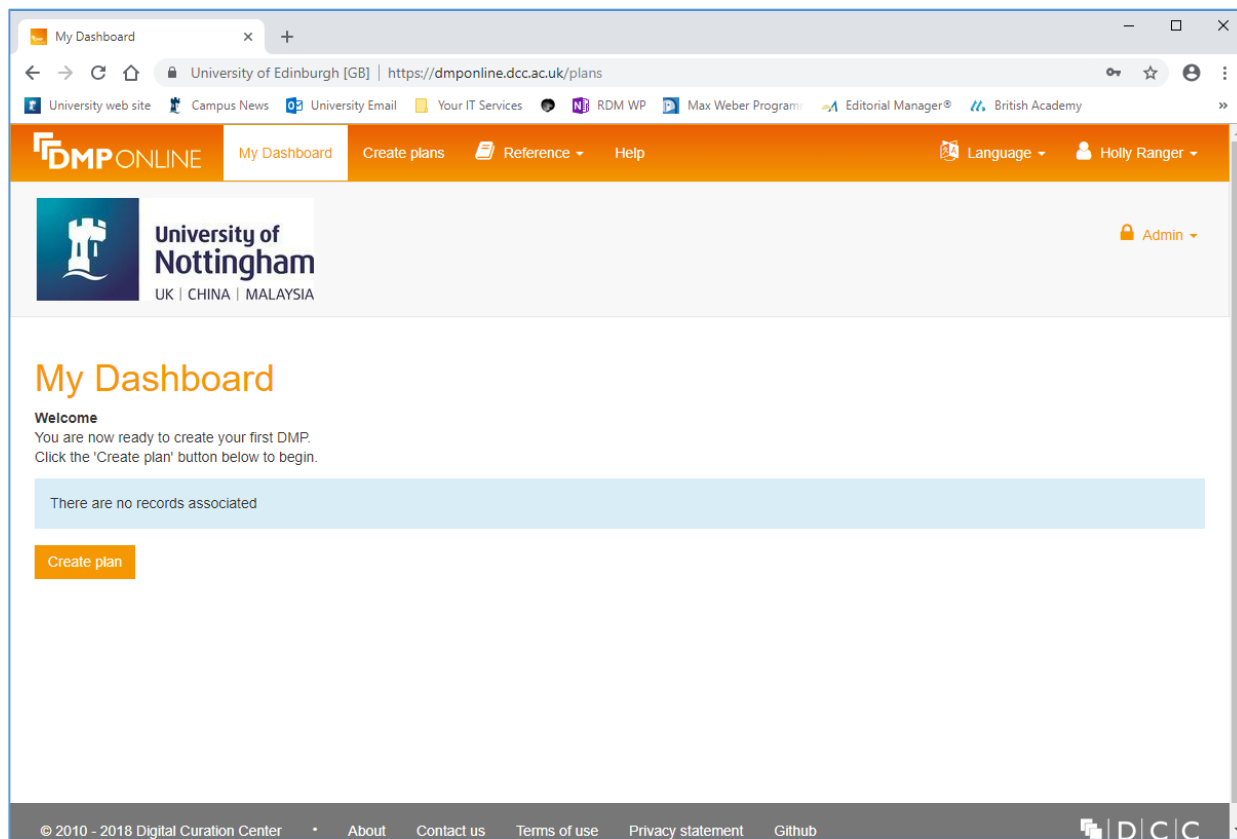 My Dashboard
University of Edinburgh [GB] | https://dmponline.dcc.ac.uk/plans
University web site Campus News University Email Your IT Services RDM WP Max Weber Programm Editorial Manager® British Academy »
DMPONLINE My Dashboard Create plans Reference Help Language Holly Ranger
University of
Nottingham
UK | CHINA | MALAYSIA
Admin
My Dashboard
Welcome
You are now ready to create your first DMP.
Click the 'Create plan' button below to begin.
There are no records associated
Create plan
© 2010 - 2018 Digital Curation Center • About Contact us Terms of use Privacy statement Github D|C|C